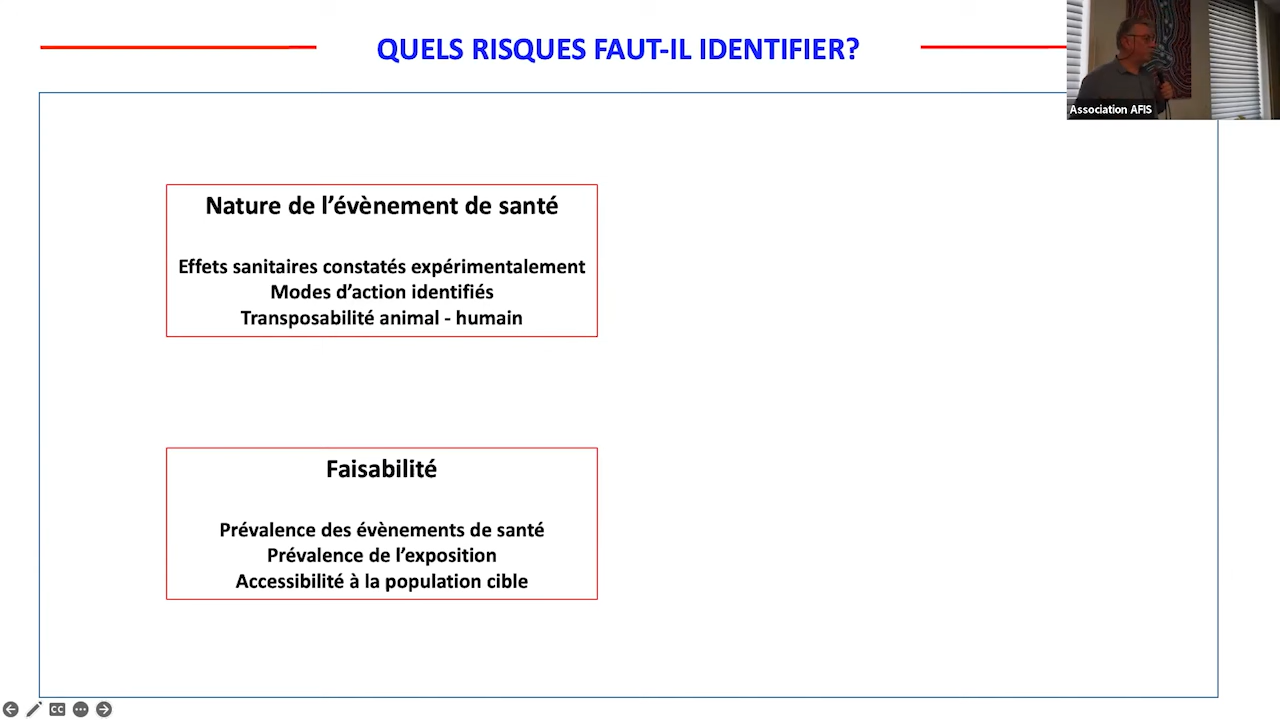 QUELS RISQUES FAUT-IL IDENTIFIER?
Association AFIS
Nature de l’évènement de santé
Effets sanitaires constatés expérimentalement
Modes d’action identifiés
Transposabilité animal - humain
Faisabilité
Prévalence des évènements de santé
Prévalence de l’exposition
Accessibilité à la population cible
CC